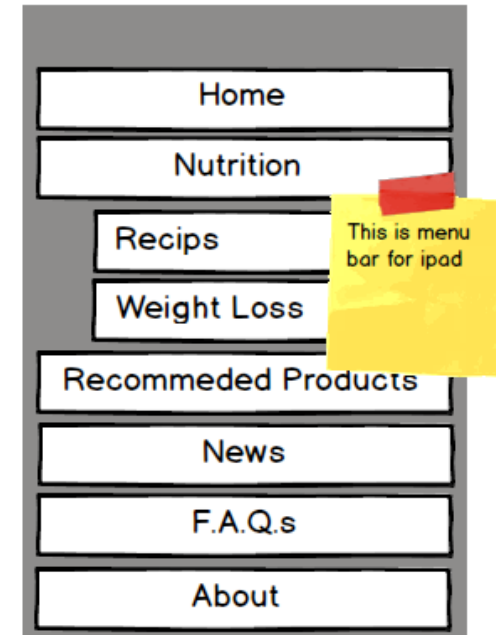 Home
Nutrition
Recips
This is menu
bar for ipad
Weight Loss
Recommeded Products
News
F.A.Q.s
About